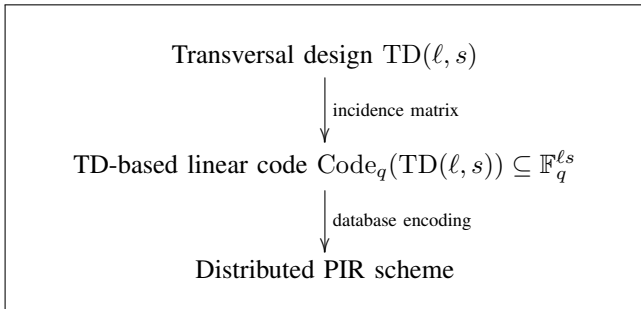 Transversal design TD(ℓ, s)
incidence matrix
TD-based linear code Code_q(TD(ℓ, s)) ⊆ 𝔽_q^{ℓs}
database encoding
Distributed PIR scheme